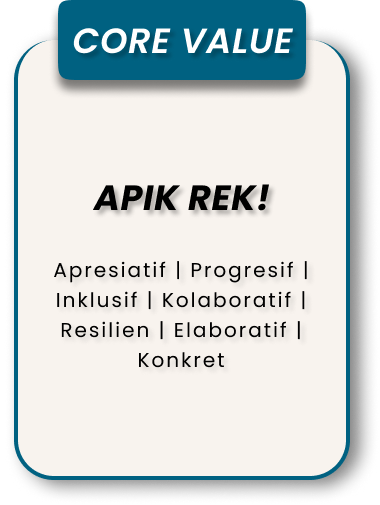 CORE VALUE
APIK REK!
Apresiatif | Progresif |
Inklusif | Kolaboratif |
Resilien | Elaboratif |
Konkret